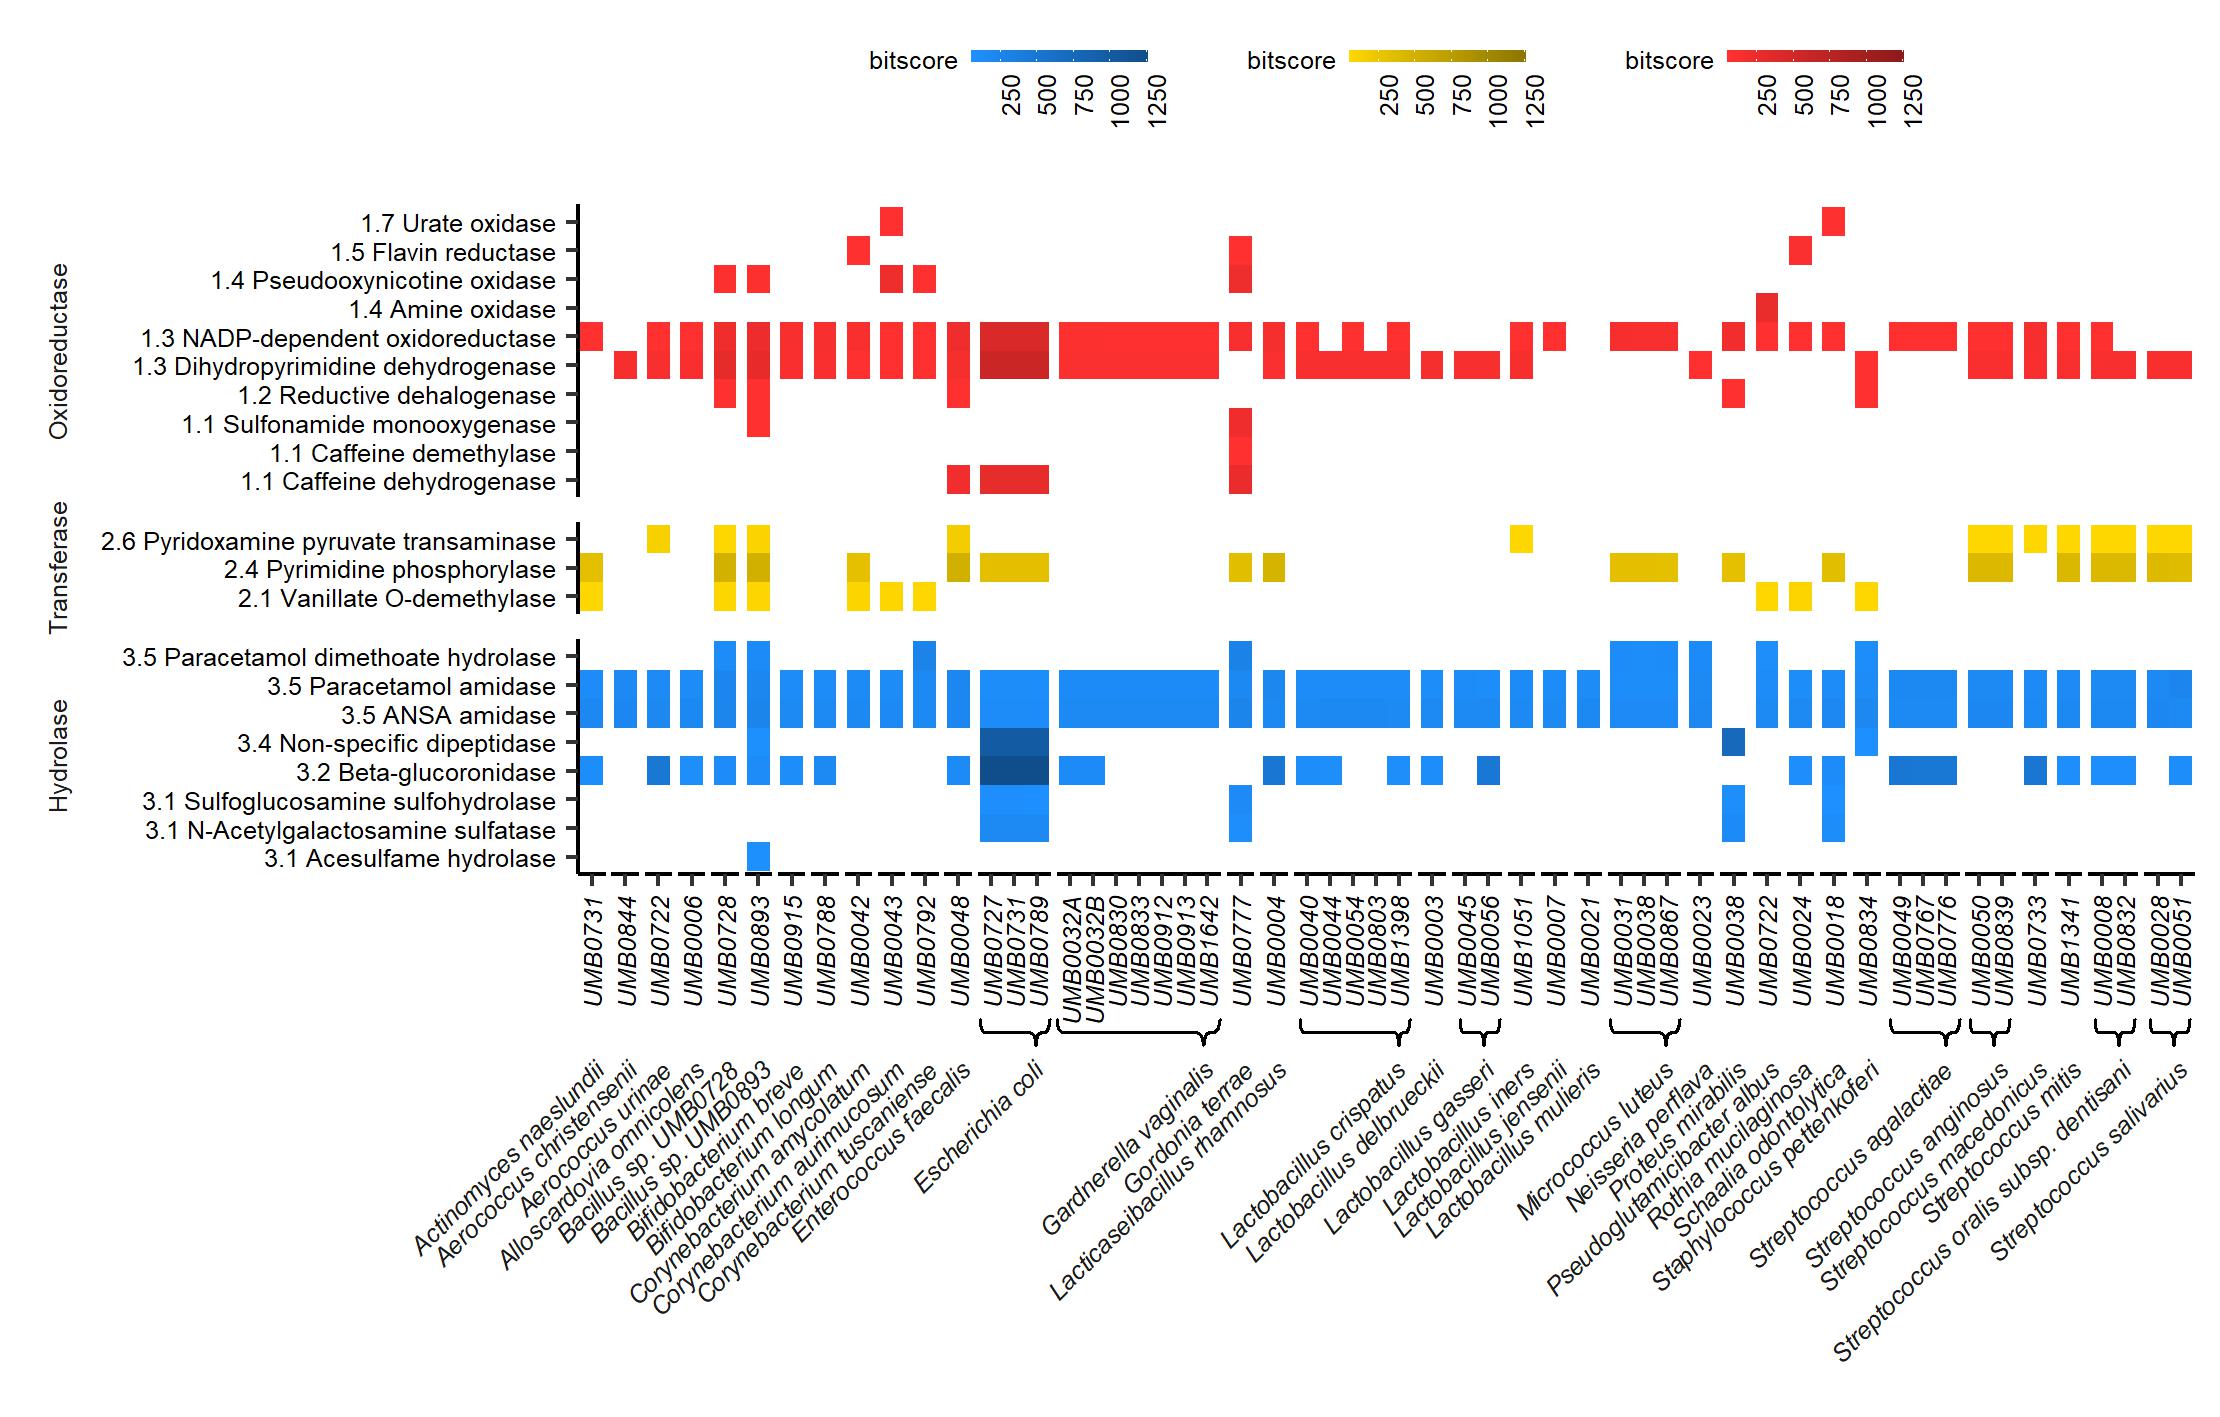 bitscore
250
500
750
1000
1250
bitscore
250
500
750
1000
1250
bitscore
250
500
750
1000
1250
Oxidoreductase
1.7 Urate oxidase
1.5 Flavin reductase
1.4 Pseudooxynicotine oxidase
1.4 Amine oxidase
1.3 NADP-dependent oxidoreductase
1.3 Dihydropyrimidine dehydrogenase
1.2 Reductive dehalogenase
1.1 Sulfonamide monooxygenase
1.1 Caffeine demethylase
1.1 Caffeine dehydrogenase
Transferase
2.6 Pyridoxamine pyruvate transaminase
2.4 Pyrimidine phosphorylase
2.1 Vanillate O-demethylase
Hydrolase
3.5 Paracetamol dimethoate hydrolase
3.5 Paracetamol amidase
3.5 ANSA amidase
3.4 Non-specific dipeptidase
3.2 Beta-glucoronidase
3.1 Sulfoglucosamine sulfohydrolase
3.1 N-Acetylgalactosamine sulfatase
3.1 Acesulfame hydrolase
UMB0731
UMB0844
UMB0722
UMB0006
UMB0728
UMB0893
UMB0915
UMB0788
UMB0042
UMB0043
UMB0792
UMB0048
UMB0727
UMB0731
UMB0789
UMB0032A
UMB0032B
UMB0830
UMB0833
UMB0912
UMB0913
UMB1642
UMB0777
UMB0004
UMB0040
UMB0044
UMB0054
UMB0803
UMB1398
UMB0003
UMB0045
UMB0056
UMB1051
UMB0007
UMB0021
UMB0031
UMB0038
UMB0867
UMB0023
UMB0038
UMB0722
UMB0024
UMB0018
UMB0834
UMB0049
UMB0767
UMB0776
UMB0050
UMB0839
UMB0733
UMB1341
UMB0008
UMB0832
UMB0028
UMB0051
Actinomyces naeslundii
Aerococcus christensenii
Aerococcus urinae
Alloscardovia omnicolens
Bacillus sp. UMB0728
Bacillus sp. UMB0893
Bifidobacterium breve
Bifidobacterium longum
Corynebacterium amycolatum
Corynebacterium aurimucosum
Corynebacterium tuscaniense
Enterococcus faecalis
Escherichia coli
Gardnerella vaginalis
Gordonia terrae
Lacticaseibacillus rhamnosus
Lactobacillus crispatus
Lactobacillus delbrueckii
Lactobacillus gasseri
Lactobacillus iners
Lactobacillus jensenii
Lactobacillus mulieris
Micrococcus luteus
Neisseria perflava
Proteus mirabilis
Pseudoglutamicibacter albus
Rothia mucilaginosa
Schaalia odontolytica
Staphylococcus pettenkoferi
Streptococcus agalactiae
Streptococcus anginosus
Streptococcus macedonicus
Streptococcus mitis
Streptococcus oralis subsp. dentisani
Streptococcus salivarius